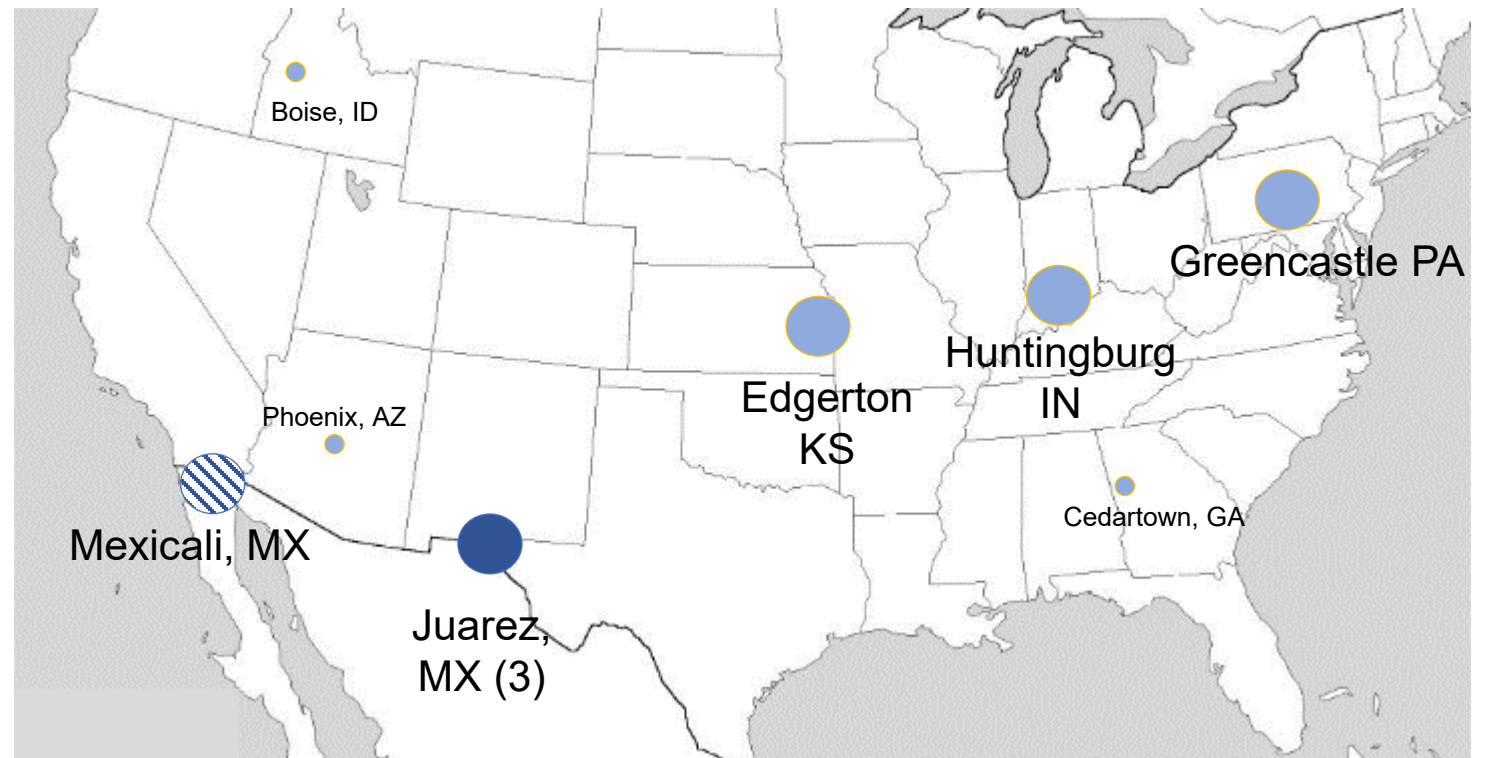 Boise, ID
Greencastle PA
Huntingburg
IN
Edgerton
KS
Phoenix, AZ
Cedartown, GA
Mexicali, MX
Juarez,
MX (3)